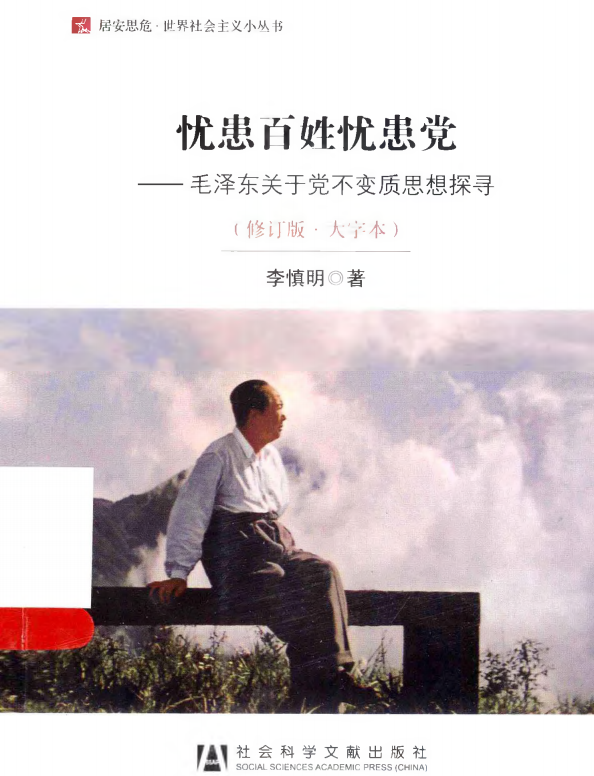 居安思危·世界社会主义小丛书
忧患百姓忧患党
——毛泽东关于党不变质思想探寻
（修订版·大字本）
李慎明◎著
社会科学文献出版社
SOCIAL SCIENCES ACADEMIC PRESS (CHINA)